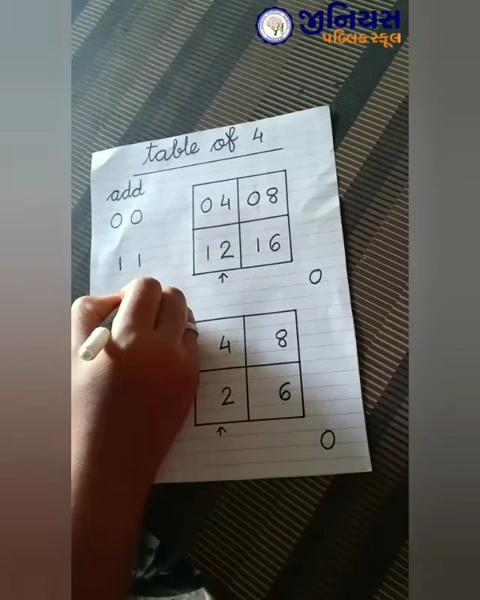 જીનિયસ
પબ્લિક સ્કૂલ
table of 4
add
0 0
1 1
04 08
12 16
↑
0
4 8
2 6
↑
0